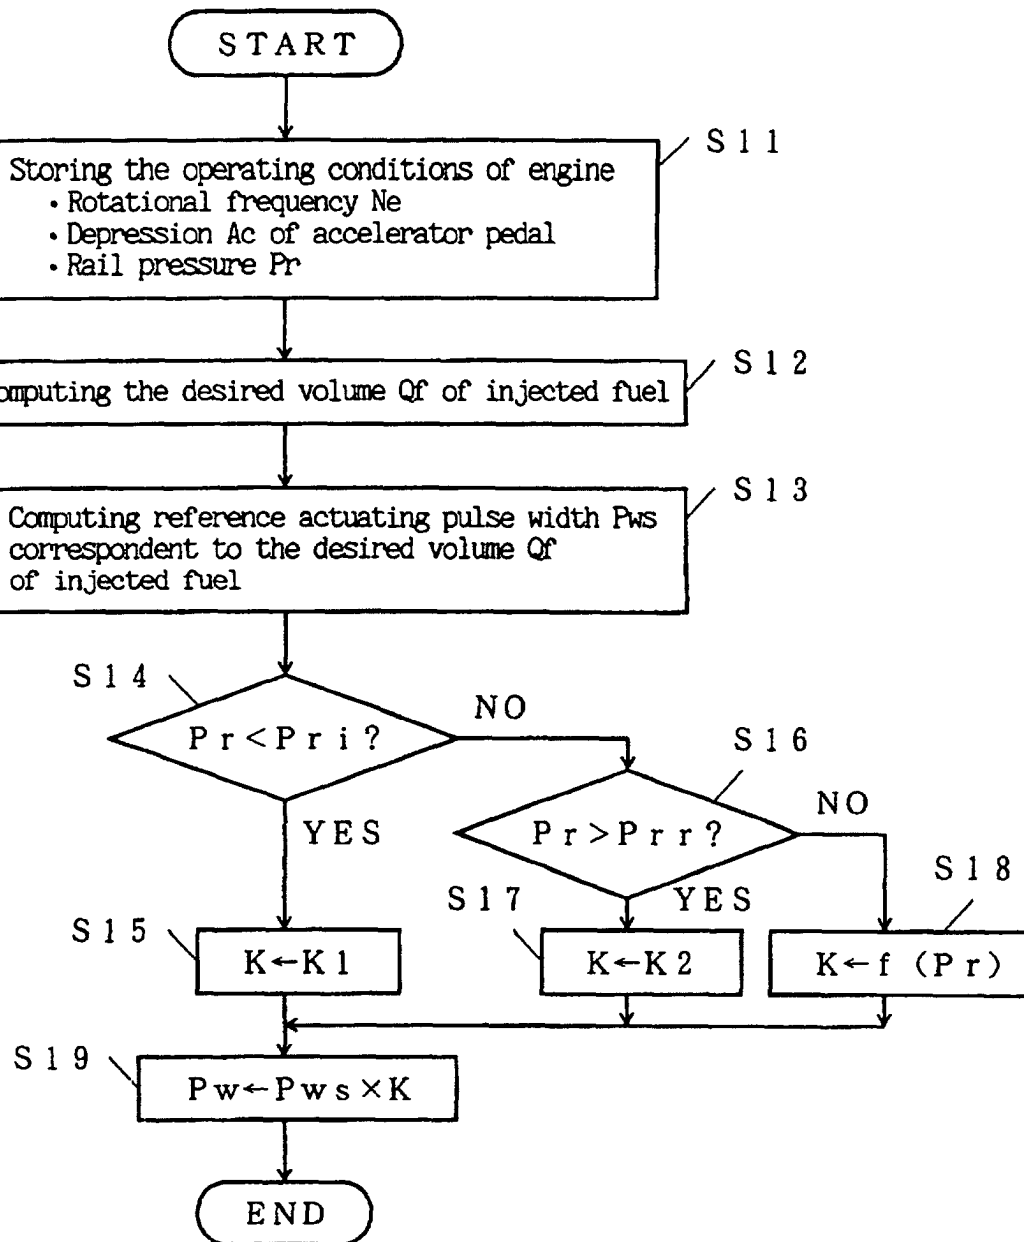 START
S11
Storing the operating conditions of engine
・Rotational frequency Ne
・Depression Ac of accelerator pedal
・Rail pressure Pr
S12
omputing the desired volume Qf of injected fuel
S13
Computing reference actuating pulse width Pws
correspondent to the desired volume Qf
of injected fuel
S14
Pr<Pri?
NO
YES
S16
Pr>Prr?
NO
YES
S15
K←K1
S17
K←K2
S18
K←f (Pr)
S19
Pw←Pws×K
END